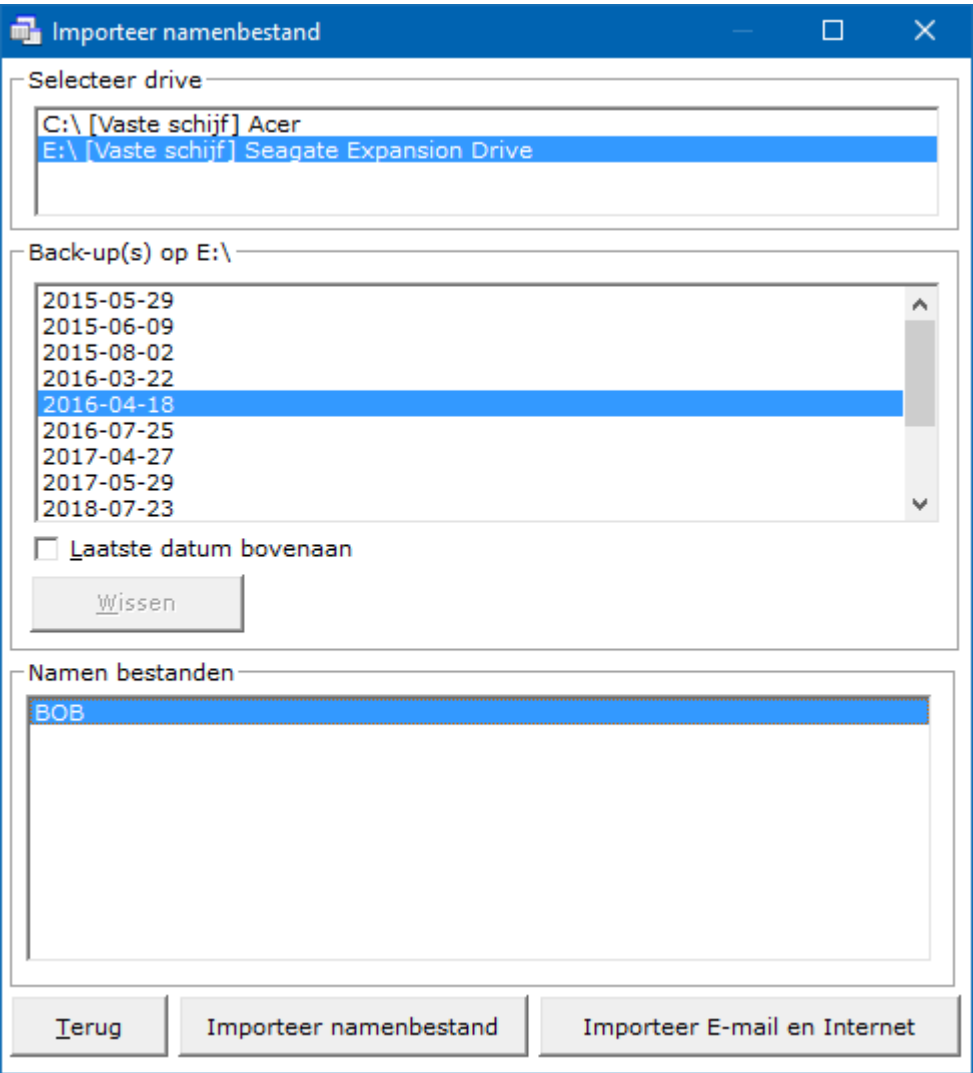 Importeer namenbestand
Selecteer drive
C:\ [Vaste schijf] Acer
E:\ [Vaste schijf] Seagate Expansion Drive
Back-up(s) op E:\
2015-05-29
2015-06-09
2015-08-02
2016-03-22
2016-04-18
2016-07-25
2017-04-27
2017-05-29
2018-07-23
Laatste datum bovenaan
Wissen
Namen bestanden
BOB
Terug Importeer namenbestand Importeer E-mail en Internet